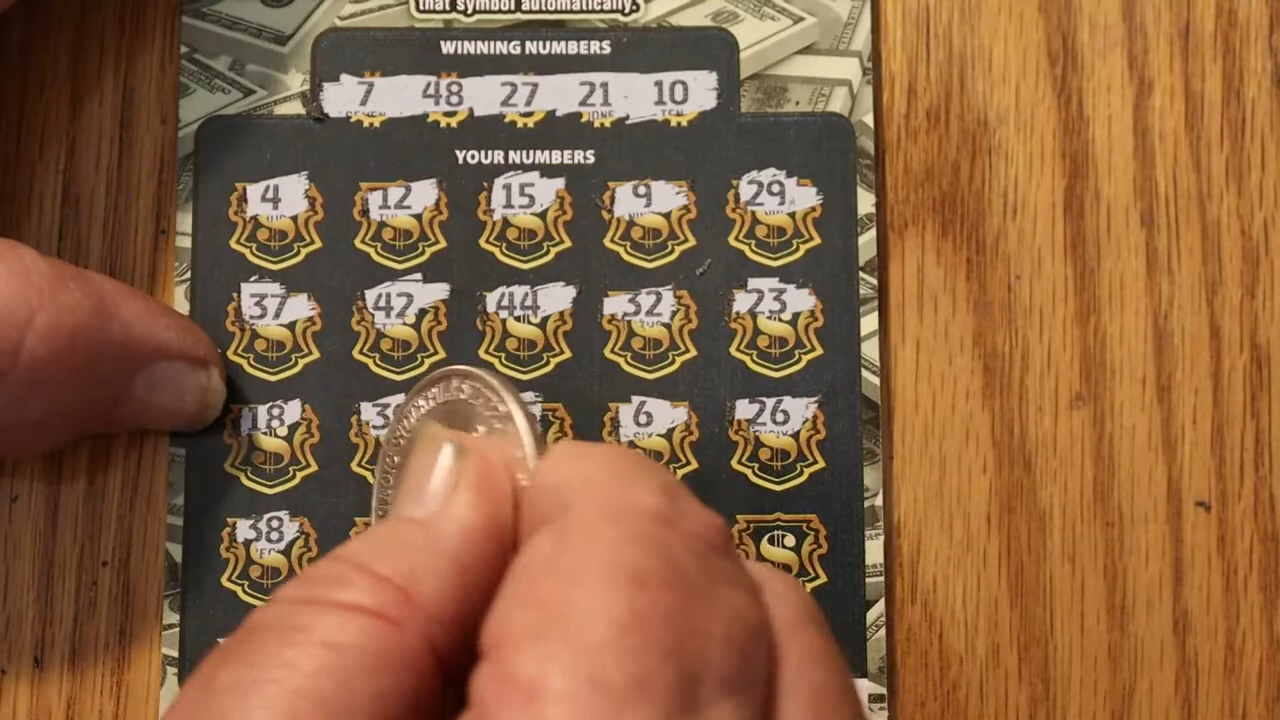 that symbol automatically.
WINNING NUMBERS
7 48 27 21 10
YOUR NUMBERS
4 12 15 9 29
37 42 44 32 23
18 6 26
SIX
38